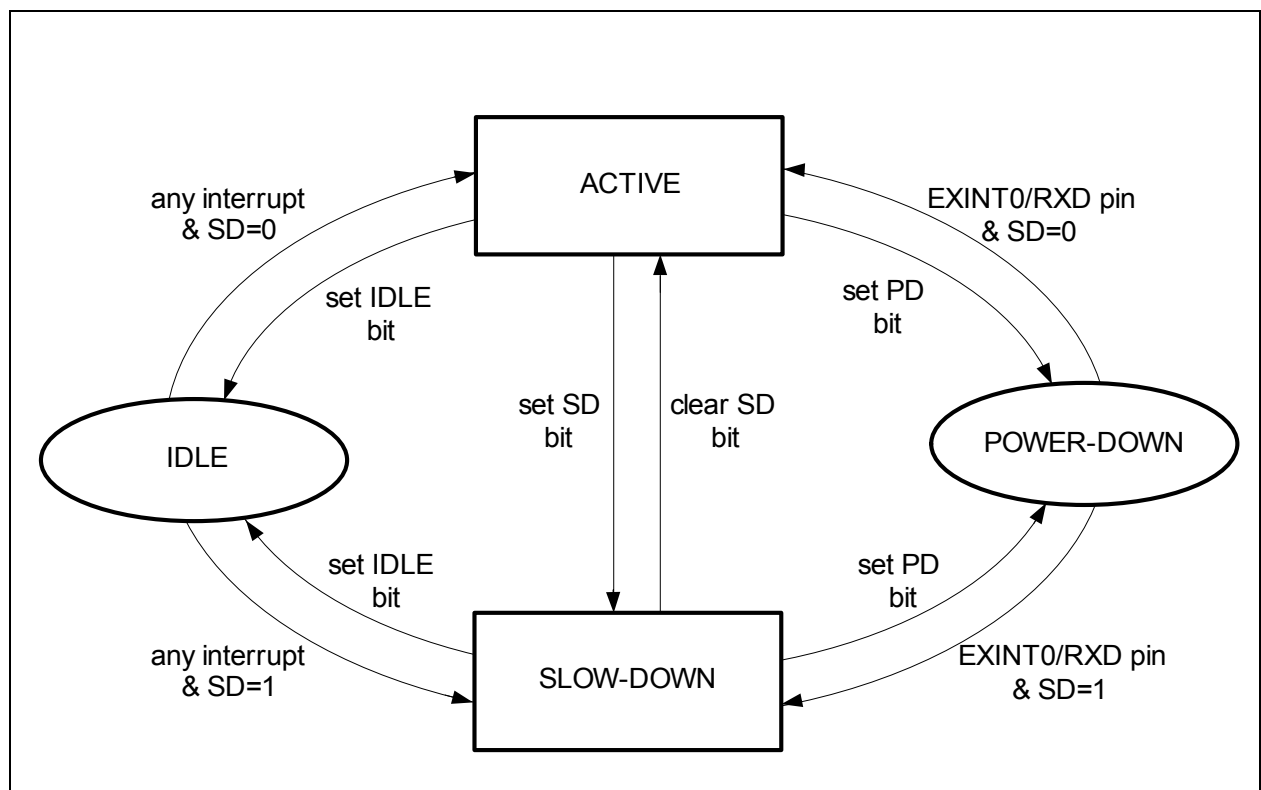 ACTIVE
any interrupt
& SD=0
EXINT0/RXD pin
& SD=0
set IDLE
bit
set PD
bit
set SD
bit
clear SD
bit
IDLE
POWER-DOWN
set IDLE
bit
set PD
bit
any interrupt
& SD=1
SLOW-DOWN
EXINT0/RXD pin
& SD=1